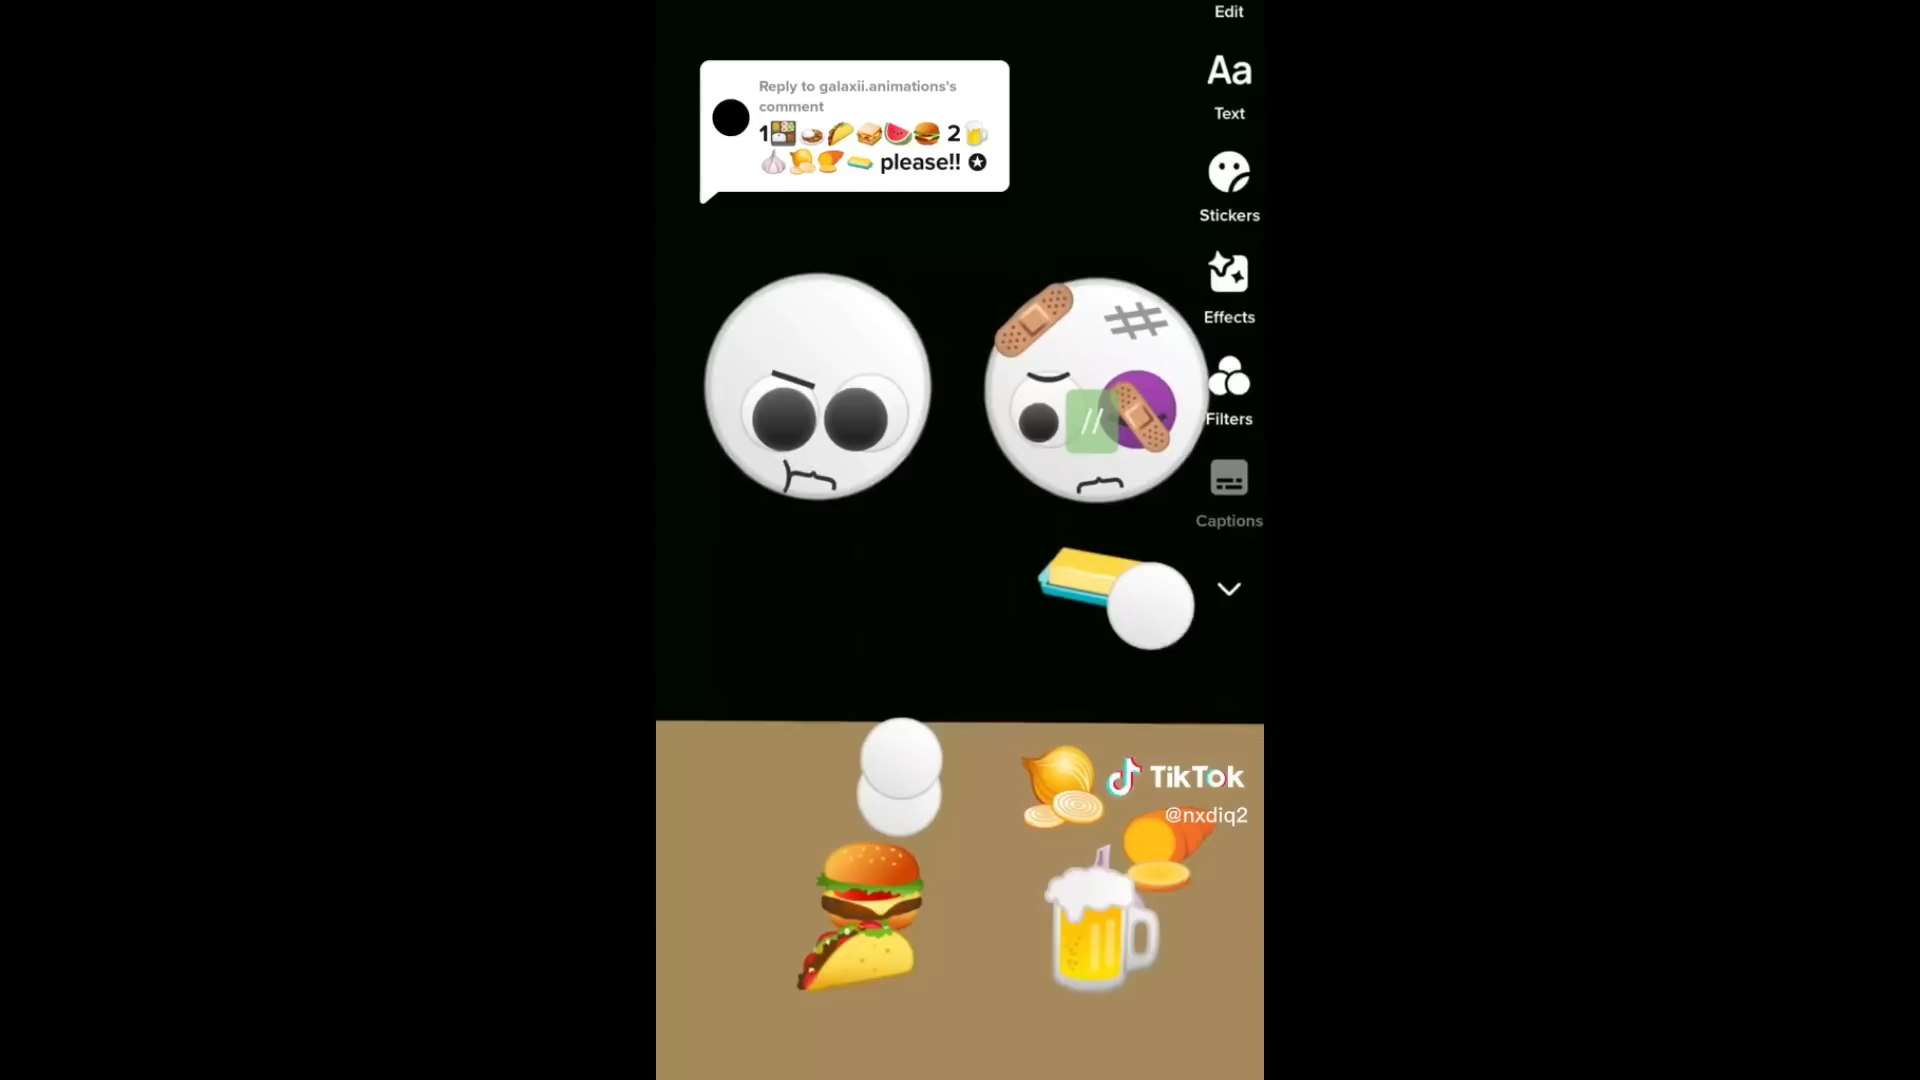 Edit
Reply to galaxii.animations's
comment
1🍱🍛🌮🥪🍉🍔 2🍺
🧄🧅🍠🧈 please!! ✪
Aa
Text
Stickers
Effects
#
Filters
//
Captions
TikTok
@nxdiq2